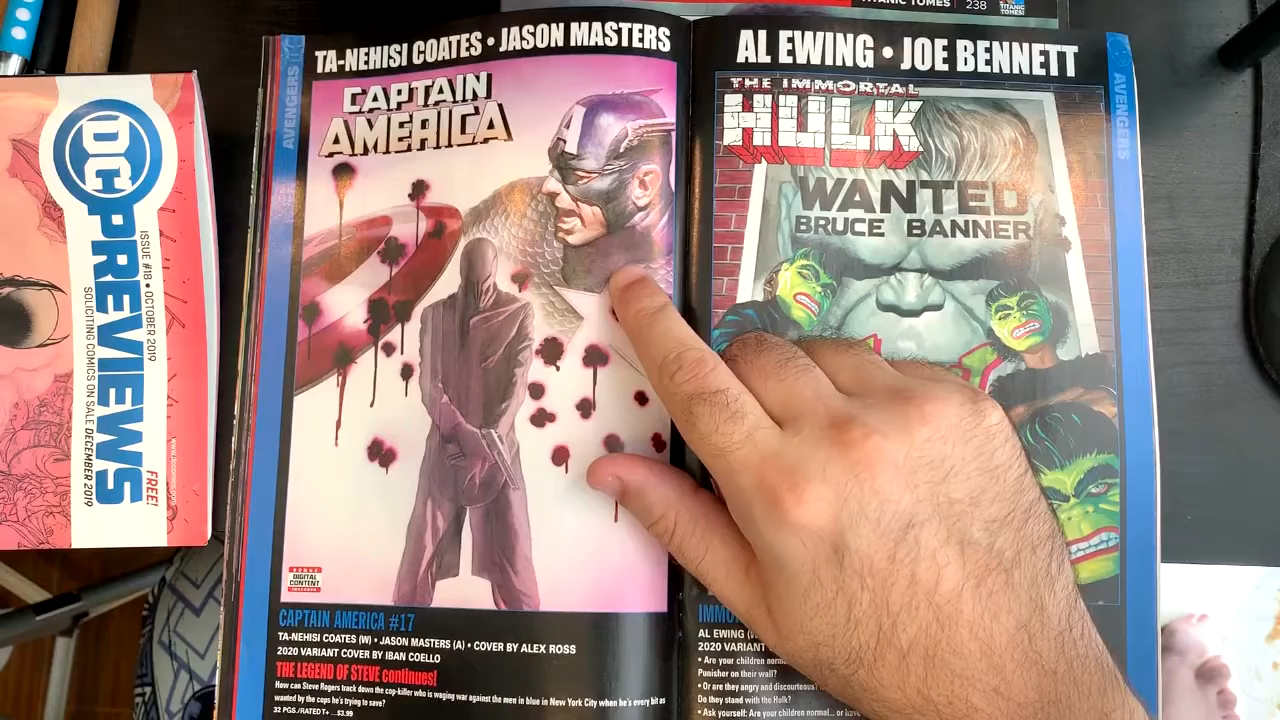 TITANIC TOMES 238
TITANIC TOMES!
DC PREVIEWS
ISSUE #18 • OCTOBER 2019
SOLICITING COMICS ON SALE DECEMBER 2019
FREE!
AVENGERS
TA-NEHISI COATES • JASON MASTERS
CAPTAIN
AMERICA
BONUS
DIGITAL
CONTENT
INCLUDED
CAPTAIN AMERICA #17
TA-NEHISI COATES (W) • JASON MASTERS (A) • COVER BY ALEX ROSS
2020 VARIANT COVER BY IBAN COELLO
THE LEGEND OF STEVE continues!
How can Steve Rogers track down the cop-killer who is waging war against the men in blue in New York City when he's every bit as
wanted by the cops he's trying to save?
32 PGS./RATED T+ ...$3.99
AL EWING • JOE BENNETT
AVENGERS
THE IMMORTAL
HULK
WANTED
BRUCE BANNER
AL EWING
2020 VARIANT
• Are your children
Punisher on their wall?
• Or are they angry and discourteous?
Do they stand with the Hulk?
• Ask yourself: Are your children normal... or have